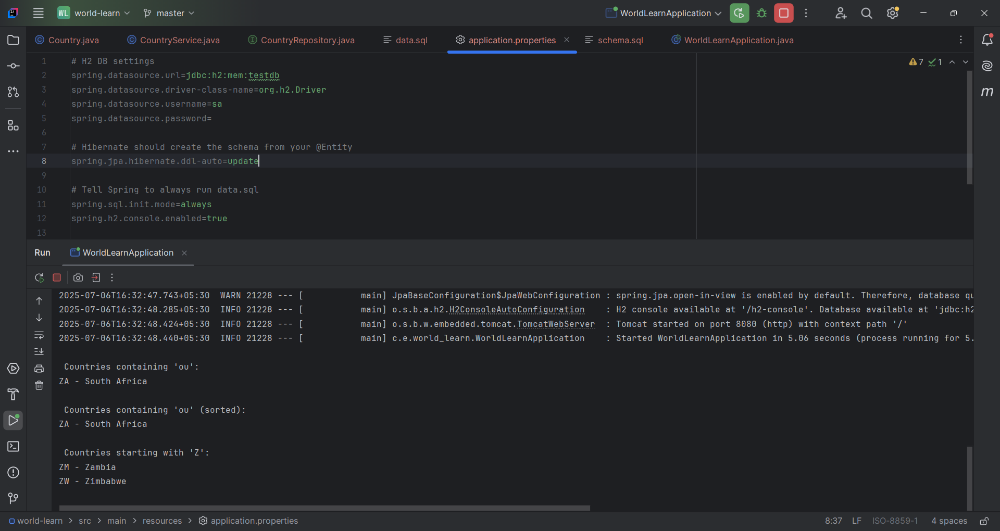 WL world-learn master WorldLearnApplication
Country.java CountryService.java CountryRepository.java data.sql application.properties schema.sql WorldLearnApplication.java
7 1
1 # H2 DB settings
2 spring.datasource.url=jdbc:h2:mem:testdb
3 spring.datasource.driver-class-name=org.h2.Driver
4 spring.datasource.username=sa
5 spring.datasource.password=
6
7 # Hibernate should create the schema from your @Entity
8 spring.jpa.hibernate.ddl-auto=update
9
10 # Tell Spring to always run data.sql
11 spring.sql.init.mode=always
12 spring.h2.console.enabled=true
13
Run WorldLearnApplication
2025-07-06T16:32:47.743+05:30  WARN 21228 --- [           main] JpaBaseConfiguration$JpaWebConfiguration : spring.jpa.open-in-view is enabled by default. Therefore, database qu
2025-07-06T16:32:48.285+05:30  INFO 21228 --- [           main] o.s.b.a.h2.H2ConsoleAutoConfiguration    : H2 console available at '/h2-console'. Database available at 'jdbc:h2
2025-07-06T16:32:48.424+05:30  INFO 21228 --- [           main] o.s.b.w.embedded.tomcat.TomcatWebServer  : Tomcat started on port 8080 (http) with context path '/'
2025-07-06T16:32:48.440+05:30  INFO 21228 --- [           main] c.e.world_learn.WorldLearnApplication    : Started WorldLearnApplication in 5.06 seconds (process running for 5.
Countries containing 'ou':
ZA - South Africa
Countries containing 'ou' (sorted):
ZA - South Africa
Countries starting with 'Z':
ZM - Zambia
ZW - Zimbabwe
world-learn > src > main > resources > application.properties 8:37 LF ISO-8859-1 4 spaces